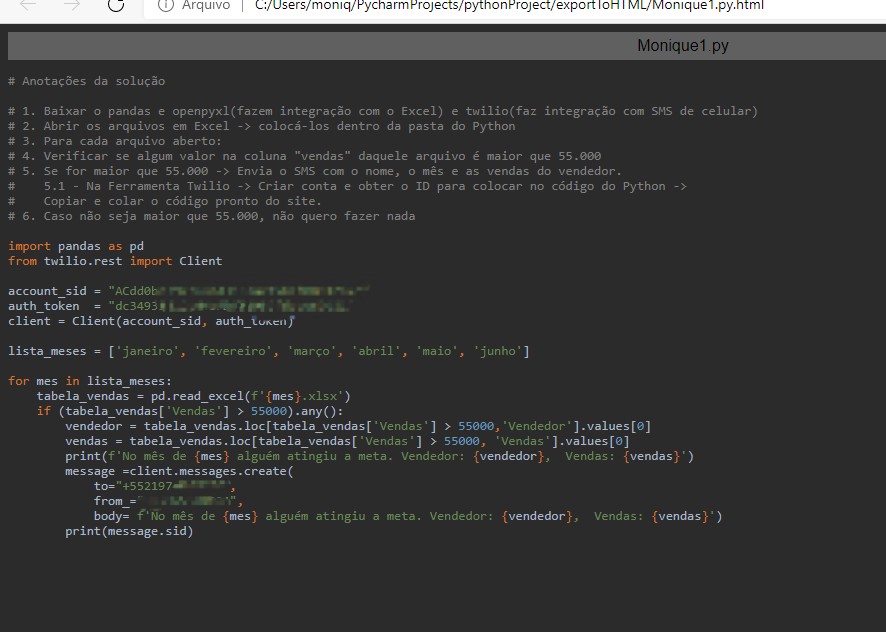 Arquivo | C:/Users/moniq/PycharmProjects/pythonProject/exportToHTML/Monique1.py.html
Monique1.py
# Anotações da solução
# 1. Baixar o pandas e openpyxl(fazem integração com o Excel) e twilio(faz integração com SMS de celular)
# 2. Abrir os arquivos em Excel -> colocá-los dentro da pasta do Python
# 3. Para cada arquivo aberto:
# 4. Verificar se algum valor na coluna "vendas" daquele arquivo é maior que 55.000
# 5. Se for maior que 55.000 -> Envia o SMS com o nome, o mês e as vendas do vendedor.
#    5.1 - Na Ferramenta Twilio -> Criar conta e obter o ID para colocar no código do Python ->
#    Copiar e colar o código pronto do site.
# 6. Caso não seja maior que 55.000, não quero fazer nada
import pandas as pd
from twilio.rest import Client
account_sid = "ACdd0b
auth_token  = "dc3493
client = Client(account_sid, auth_token)
lista_meses = ['janeiro', 'fevereiro', 'março', 'abril', 'maio', 'junho']
for mes in lista_meses:
    tabela_vendas = pd.read_excel(f'{mes}.xlsx')
    if (tabela_vendas['Vendas'] > 55000).any():
        vendedor = tabela_vendas.loc[tabela_vendas['Vendas'] > 55000,'Vendedor'].values[0]
        vendas = tabela_vendas.loc[tabela_vendas['Vendas'] > 55000, 'Vendas'].values[0]
        print(f'No mês de {mes} alguém atingiu a meta. Vendedor: {vendedor},  Vendas: {vendas}')
        message =client.messages.create(
            to="+552197
            from_="
            body= f'No mês de {mes} alguém atingiu a meta. Vendedor: {vendedor},  Vendas: {vendas}')
        print(message.sid)